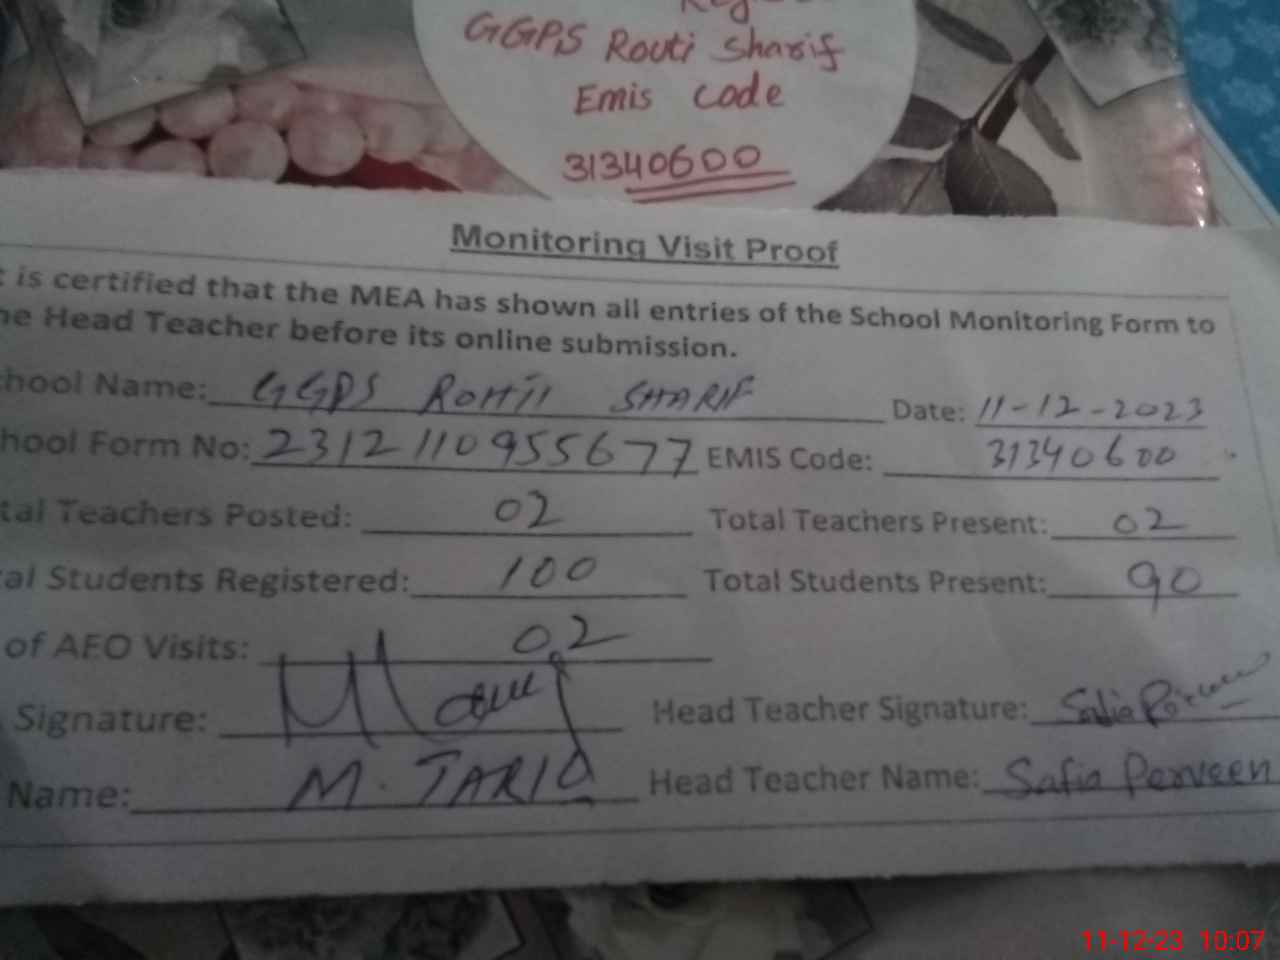 GGPS Routi Sharif
Emis code
31340600
Monitoring Visit Proof
is certified that the MEA has shown all entries of the School Monitoring Form to
he Head Teacher before its online submission.
hool Name: GGPS ROHil SHARIF Date: 11-12-2023
hool Form No: 2312110955677 EMIS Code: 31340600
tal Teachers Posted: 02 Total Teachers Present: 02
al Students Registered: 100 Total Students Present: 90
of AEO Visits: 02
Signature: Head Teacher Signature: Safia
Name: M. TARIQ Head Teacher Name: Safia Perveen
11-12-23 10:07